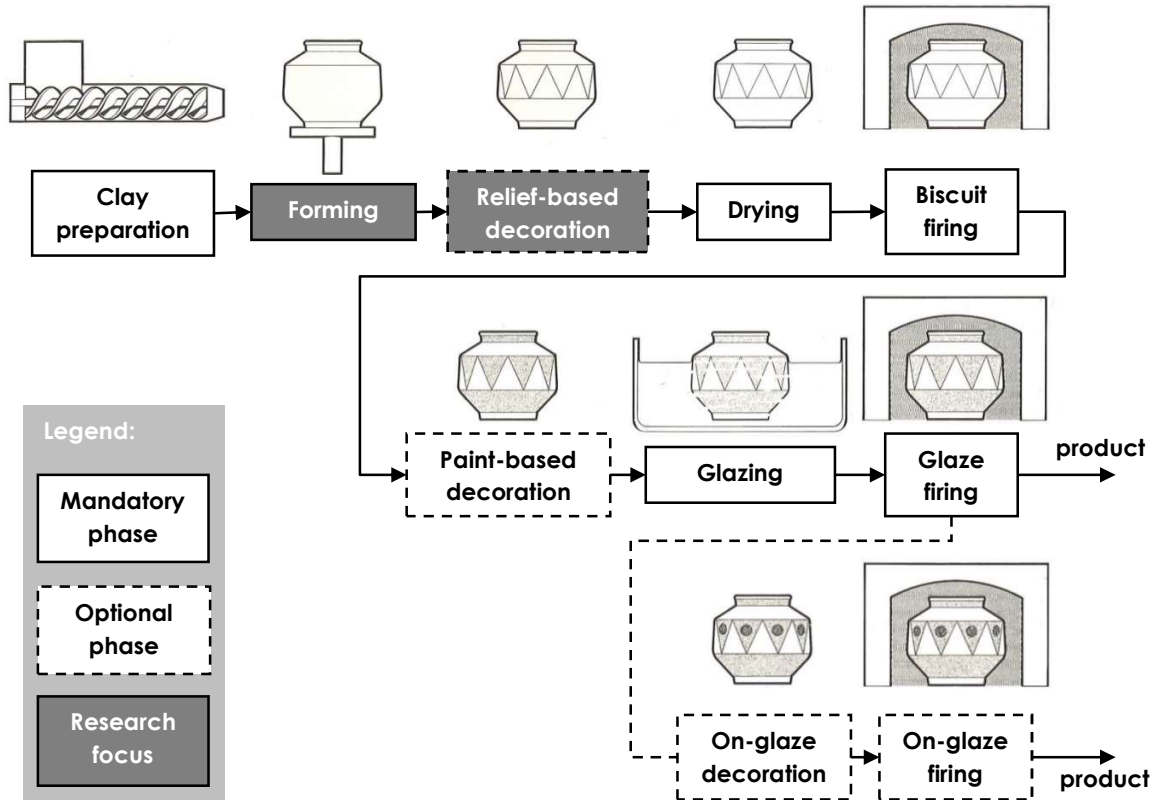 Clay
preparation
Forming
Relief-based
decoration
Drying
Biscuit
firing
Paint-based
decoration
Glazing
Glaze
firing
product
On-glaze
decoration
On-glaze
firing
product
Legend:
Mandatory
phase
Optional
phase
Research
focus